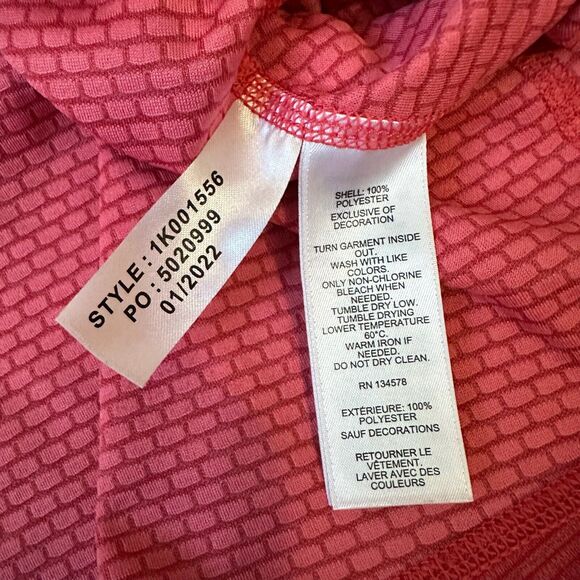 STYLE : 1K001556
PO : 5020999
01/2022
SHELL: 100%
POLYESTER
EXCLUSIVE OF
DECORATION
TURN GARMENT INSIDE
OUT.
WASH WITH LIKE
COLORS.
ONLY NON-CHLORINE
BLEACH WHEN
NEEDED.
TUMBLE DRY LOW.
TUMBLE DRYING
LOWER TEMPERATURE
60°C.
WARM IRON IF
NEEDED.
DO NOT DRY CLEAN.
RN 134578
EXTÉRIEURE: 100%
POLYESTER
SAUF DECORATIONS
RETOURNER LE
VÊTEMENT.
LAVER AVEC DES
COULEURS